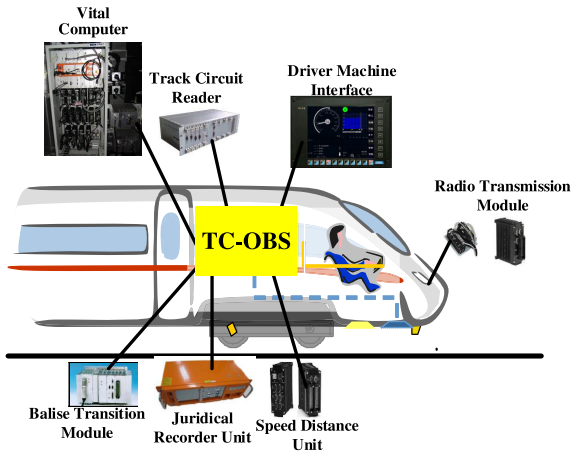 Vital
Computer
Track Circuit
Reader
Driver Machine
Interface
Radio Transmission
Module
TC-OBS
Balise Transition
Module
Juridical
Recorder Unit
Speed Distance
Unit